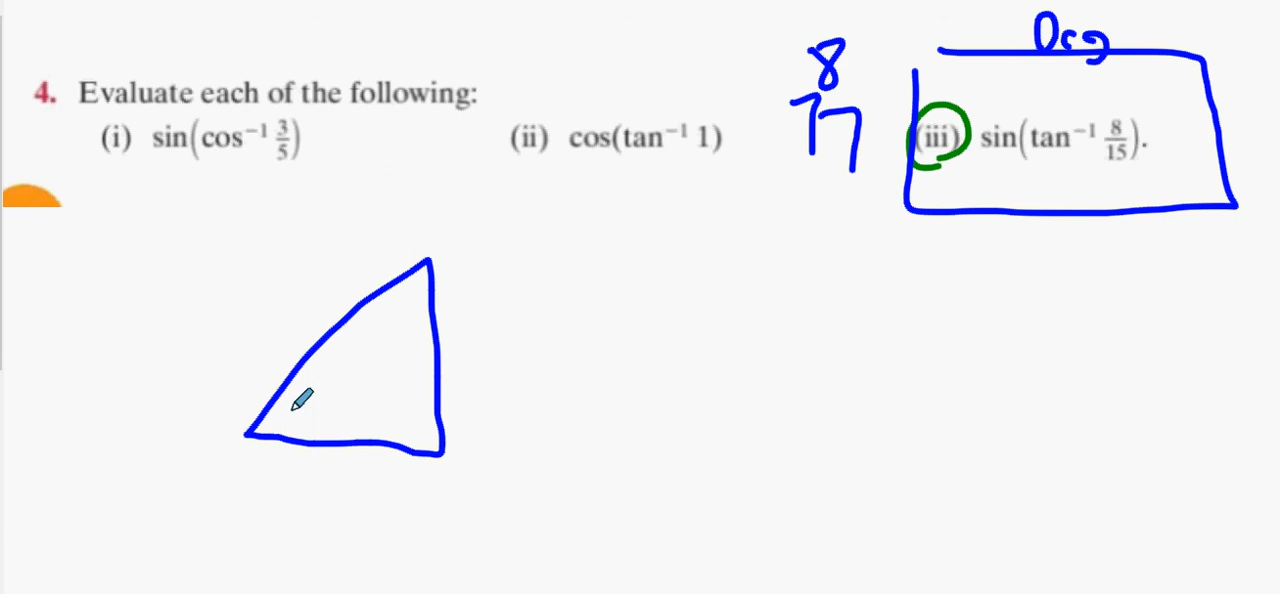 4. Evaluate each of the following:
(i) sin(cos⁻¹ 3/5)
(ii) cos(tan⁻¹ 1)
(iii) sin(tan⁻¹ 8/15).
8
17